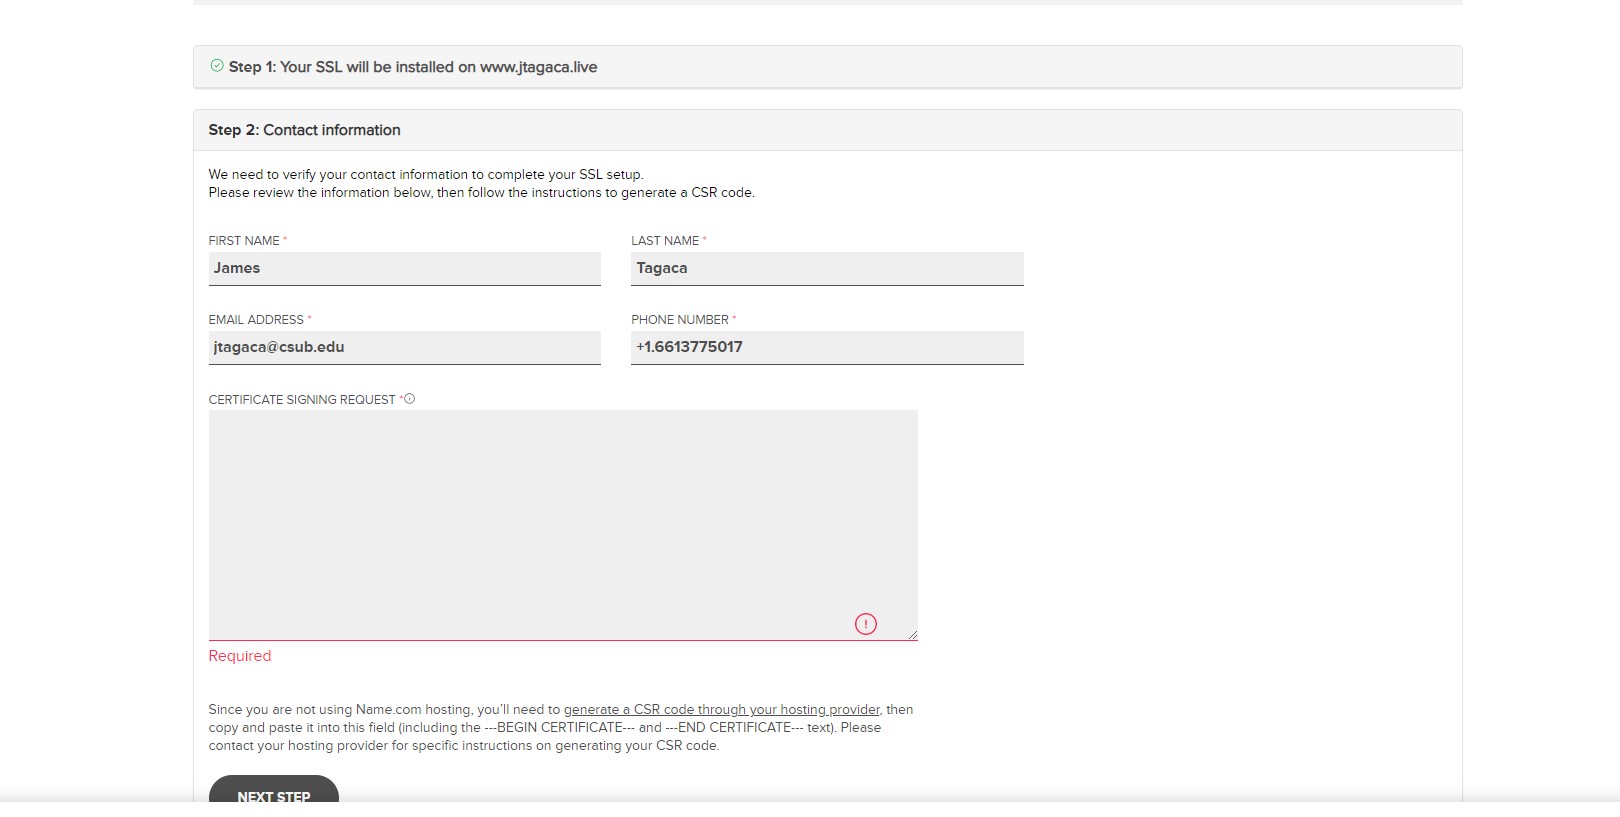 Step 1: Your SSL will be installed on www.jtagaca.live
Step 2: Contact information
We need to verify your contact information to complete your SSL setup.
Please review the information below, then follow the instructions to generate a CSR code.
FIRST NAME *
LAST NAME *
James
Tagaca
EMAIL ADDRESS *
PHONE NUMBER *
jtagaca@csub.edu
+1.6613775017
CERTIFICATE SIGNING REQUEST *
Required
Since you are not using Name.com hosting, you'll need to generate a CSR code through your hosting provider, then
copy and paste it into this field (including the ---BEGIN CERTIFICATE--- and ---END CERTIFICATE--- text). Please
contact your hosting provider for specific instructions on generating your CSR code.
NEXT STEP